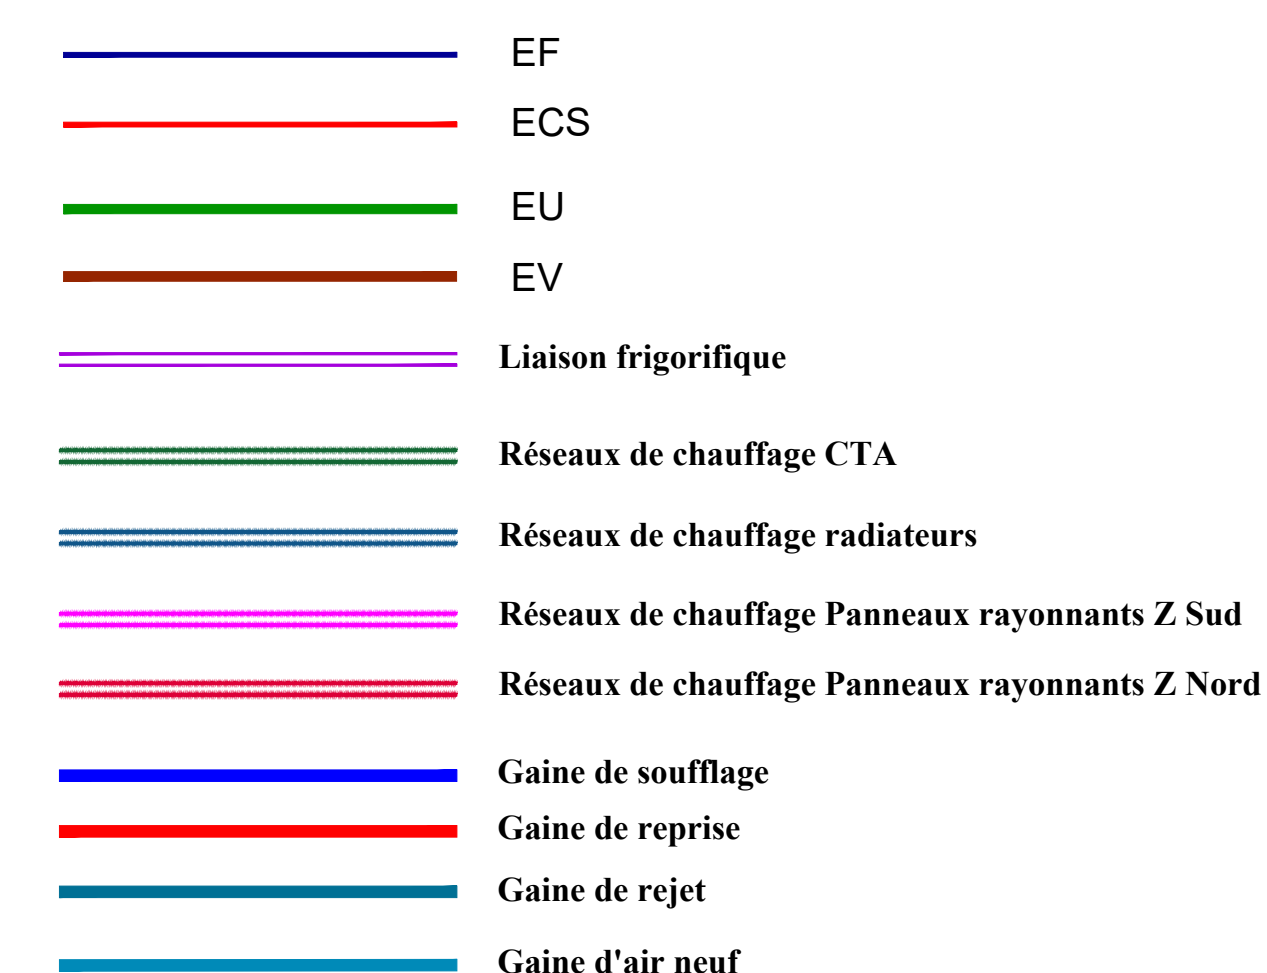 EF
ECS
EU
EV
Liaison frigorifique
Réseaux de chauffage CTA
Réseaux de chauffage radiateurs
Réseaux de chauffage Panneaux rayonnants Z Sud
Réseaux de chauffage Panneaux rayonnants Z Nord
Gaine de soufflage
Gaine de reprise
Gaine de rejet
Gaine d'air neuf